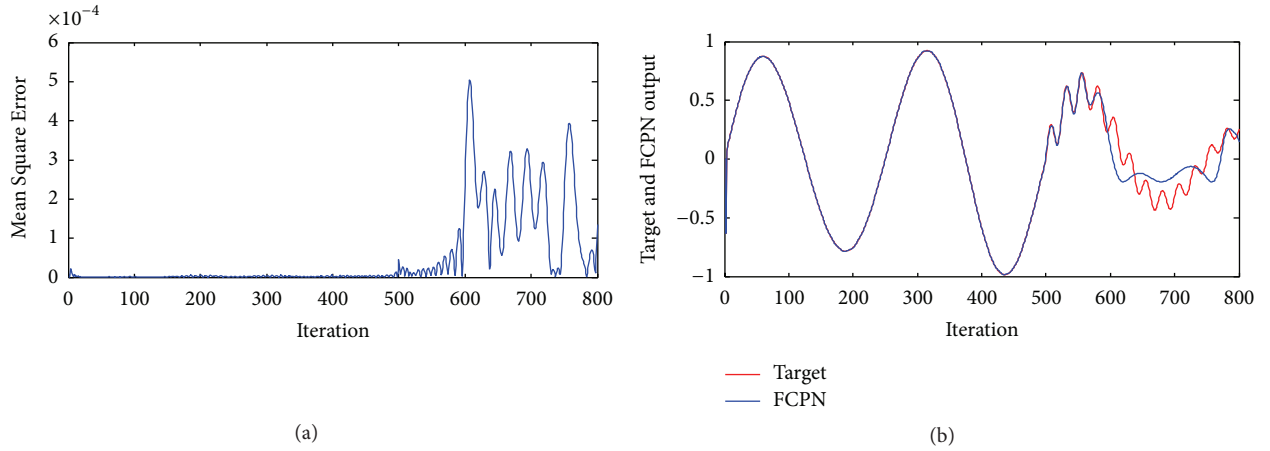 ×10−4
6
5
4
3
2
1
0
0 100 200 300 400 500 600 700 800
Mean Square Error
Iteration
(a)
1
0.5
0
−0.5
−1
0 100 200 300 400 500 600 700 800
Target and FCPN output
Iteration
Target
FCPN
(b)